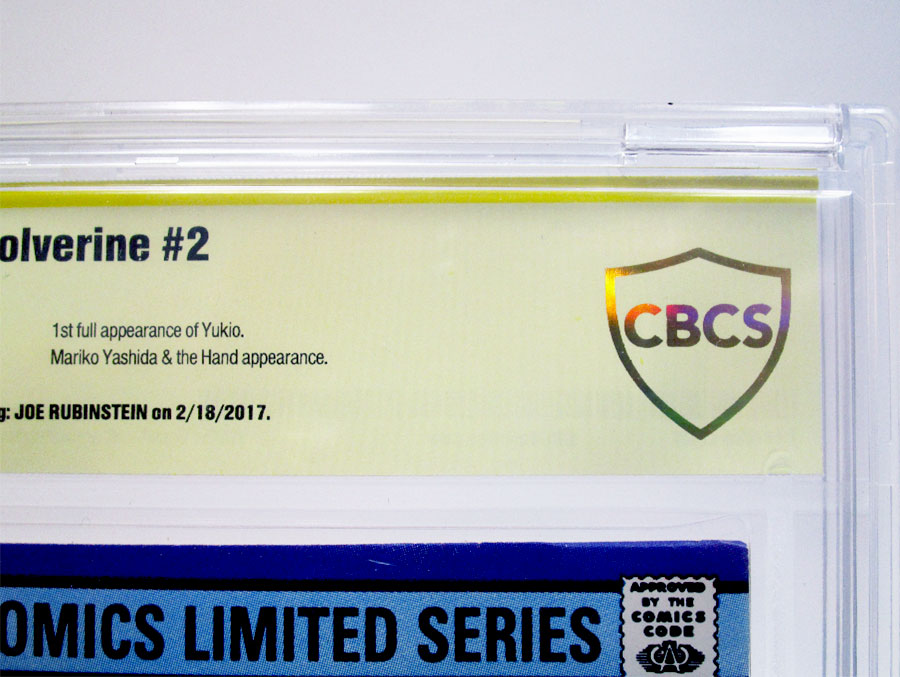 olverine #2
CBCS
1st full appearance of Yukio.
Mariko Yashida & the Hand appearance.
g: JOE RUBINSTEIN on 2/18/2017.
OMICS LIMITED SERIES
APPROVED
BY THE
COMICS
CODE